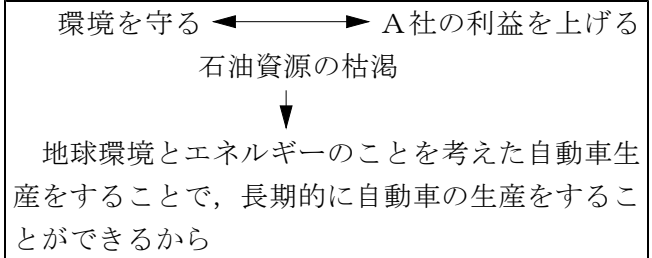 環境を守る ⟷ A社の利益を上げる
石油資源の枯渇
↓
地球環境とエネルギーのことを考えた自動車生
産をすることで，長期的に自動車の生産をするこ
とができるから